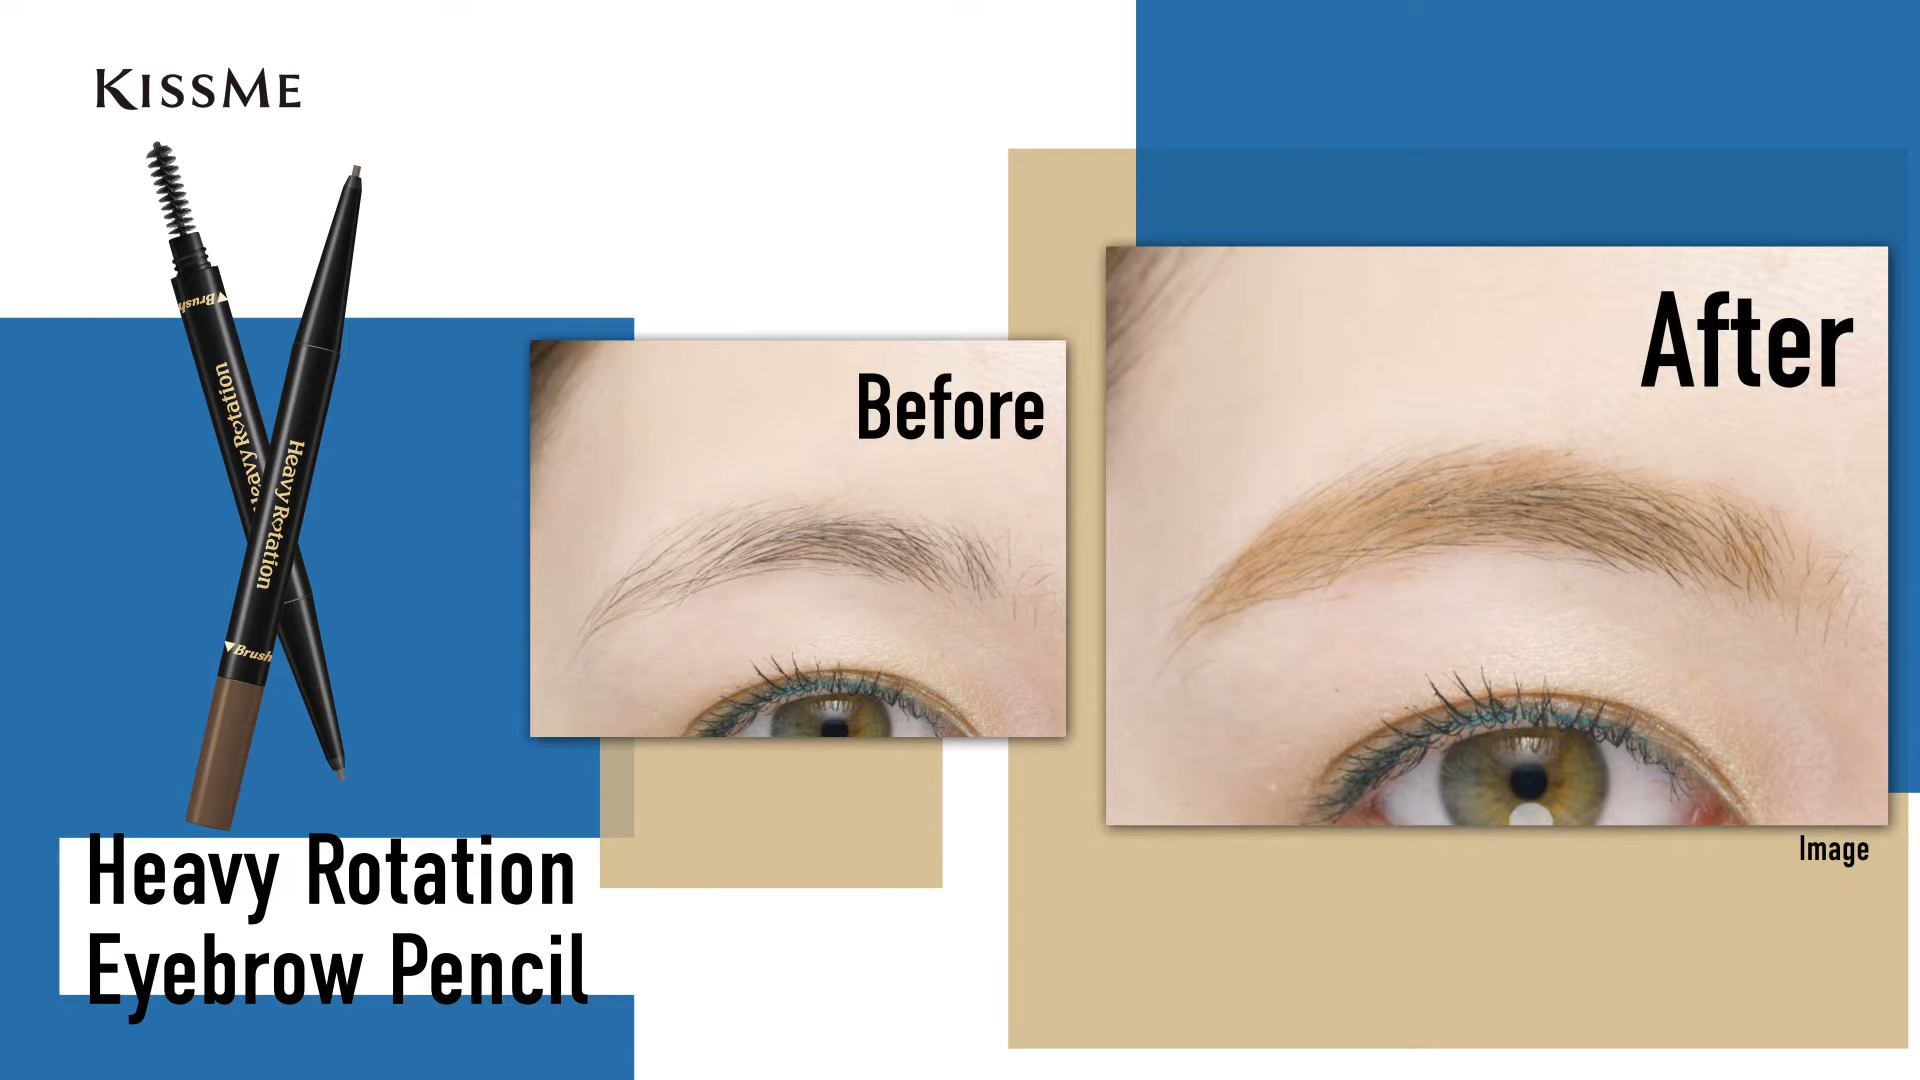 KISSME
Brush
Heavy Rotation
Heavy Rotation
Brush
Before
After
Image
Heavy Rotation
Eyebrow Pencil